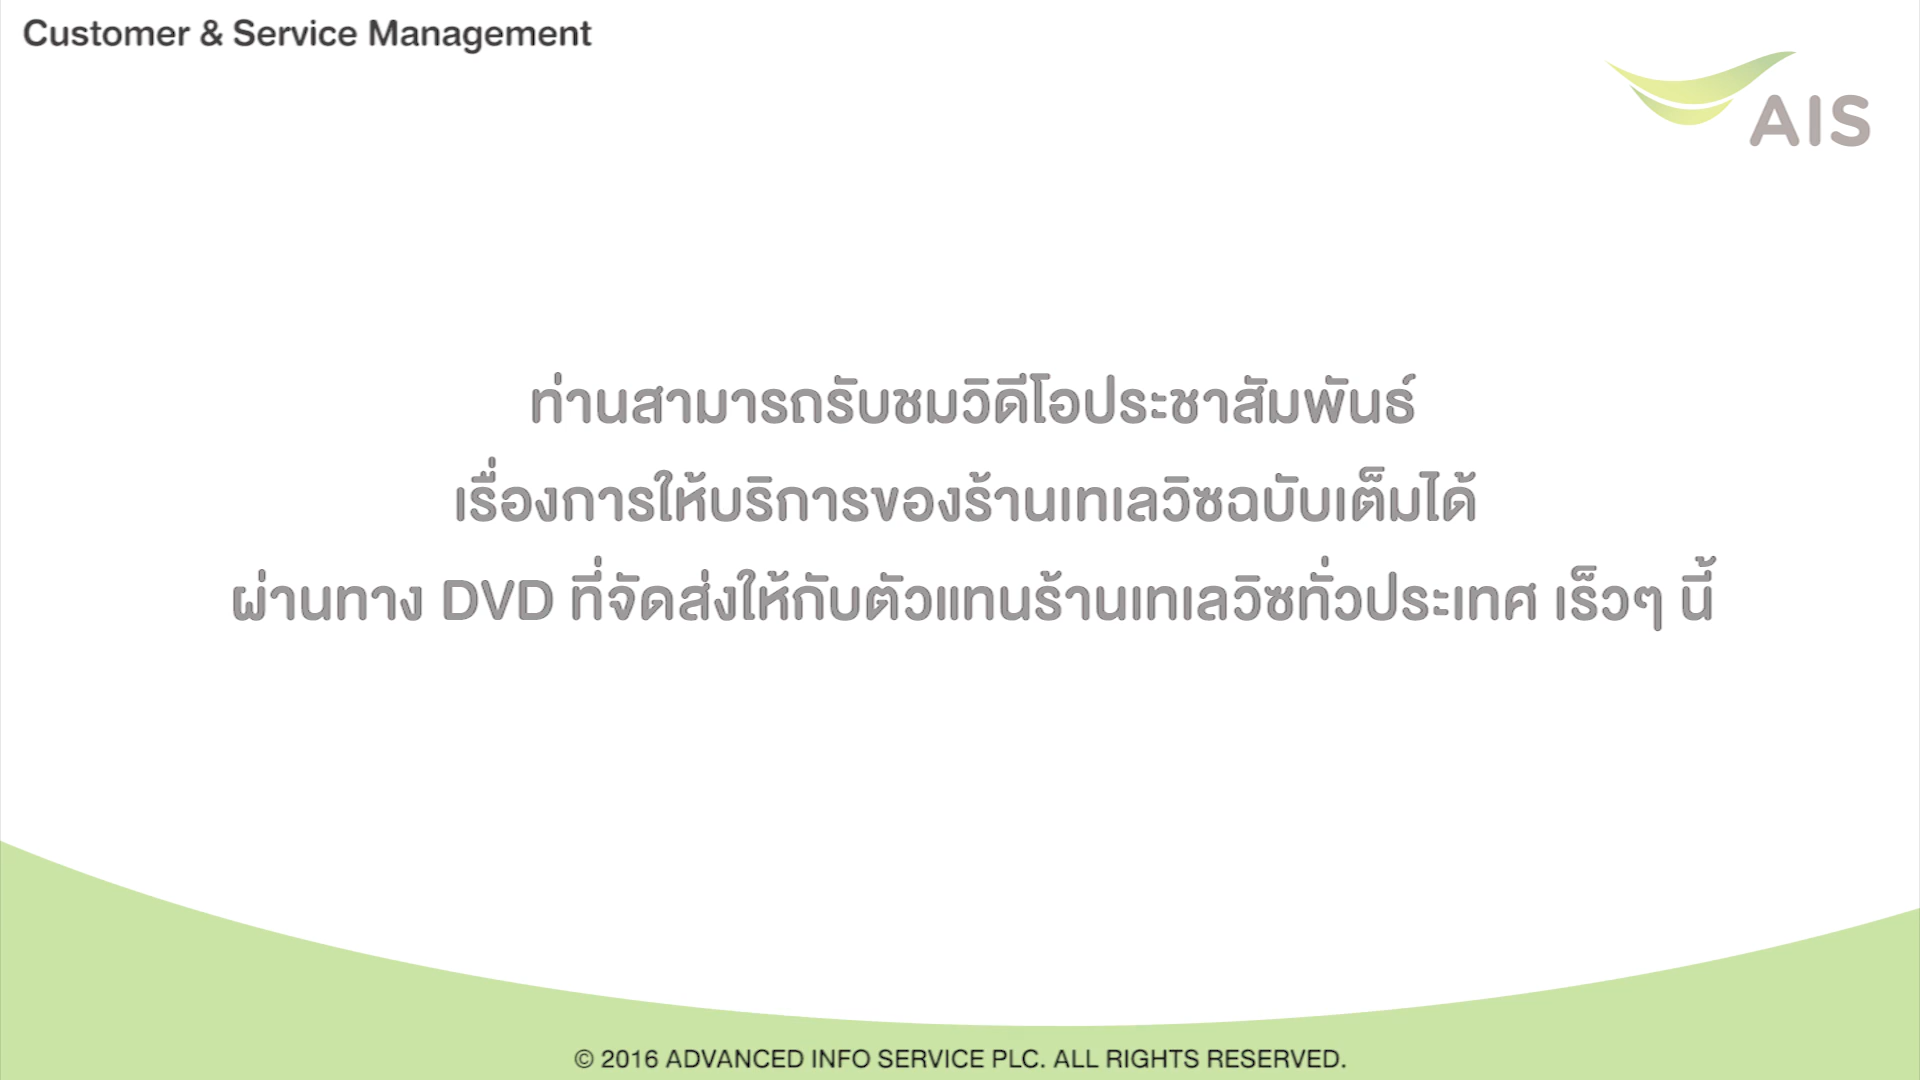 Customer & Service Management
AIS
ท่านสามารถรับชมวิดีโอประชาสัมพันธ์
เรื่องการให้บริการของร้านเทเลวิซฉบับเต็มได้
ผ่านทาง DVD ที่จัดส่งให้กับตัวแทนร้านเทเลวิซทั่วประเทศ เร็วๆ นี้
© 2016 ADVANCED INFO SERVICE PLC. ALL RIGHTS RESERVED.